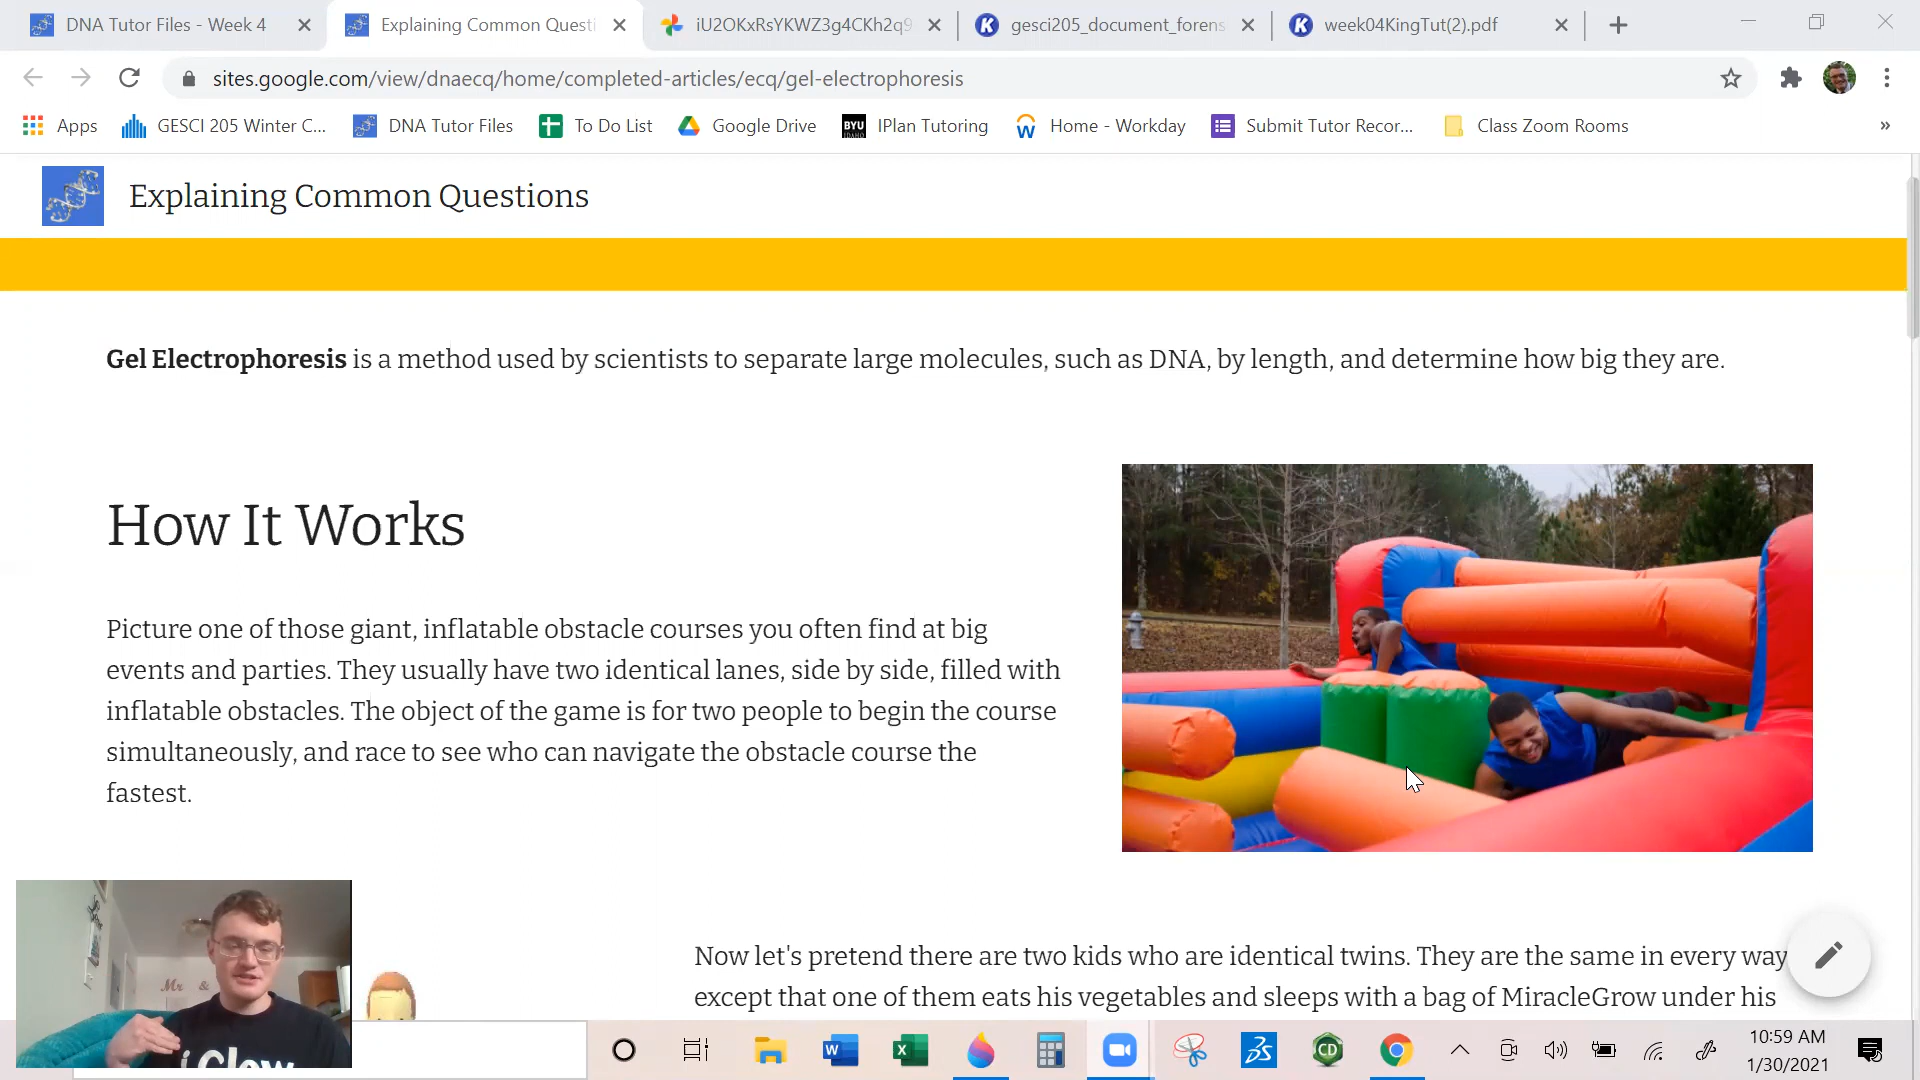 DNA Tutor Files - Week 4
Explaining Common Questi
iU2OKxRsYKWZ3g4CKh2q9
gesci205_document_forens
week04KingTut(2).pdf
sites.google.com/view/dnaecq/home/completed-articles/ecq/gel-electrophoresis
Apps
GESCI 205 Winter C...
DNA Tutor Files
To Do List
Google Drive
BYU
IDAHO
IPlan Tutoring
Home - Workday
Submit Tutor Recor...
Class Zoom Rooms
»
Explaining Common Questions
Gel Electrophoresis is a method used by scientists to separate large molecules, such as DNA, by length, and determine how big they are.
How It Works
Picture one of those giant, inflatable obstacle courses you often find at big
events and parties. They usually have two identical lanes, side by side, filled with
inflatable obstacles. The object of the game is for two people to begin the course
simultaneously, and race to see who can navigate the obstacle course the
fastest.
Now let's pretend there are two kids who are identical twins. They are the same in every way
except that one of them eats his vegetables and sleeps with a bag of MiracleGrow under his
Mr &
i Glow
10:59 AM
1/30/2021